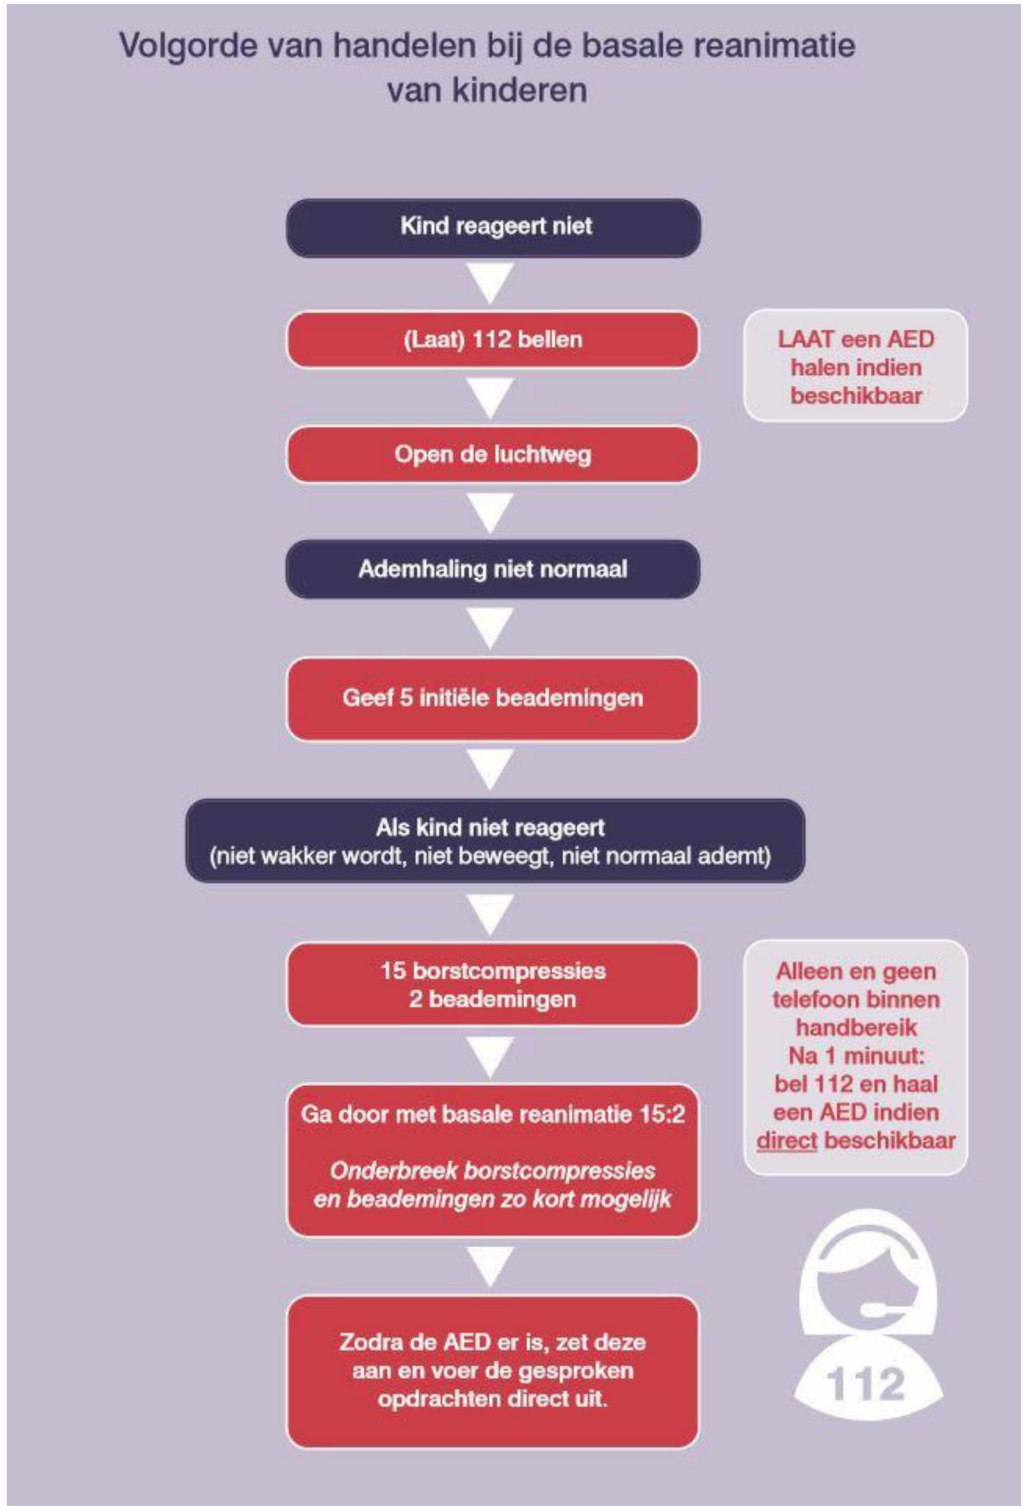 Volgorde van handelen bij de basale reanimatie
van kinderen
Kind reageert niet
(Laat) 112 bellen
LAAT een AED
halen indien
beschikbaar
Open de luchtweg
Ademhaling niet normaal
Geef 5 initiële beademingen
Als kind niet reageert
(niet wakker wordt, niet beweegt, niet normaal ademt)
15 borstcompressies
2 beademingen
Alleen en geen
telefoon binnen
handbereik
Na 1 minuut:
bel 112 en haal
een AED indien
direct beschikbaar
Ga door met basale reanimatie 15:2
Onderbreek borstcompressies
en beademingen zo kort mogelijk
Zodra de AED er is, zet deze
aan en voer de gesproken
opdrachten direct uit.
112